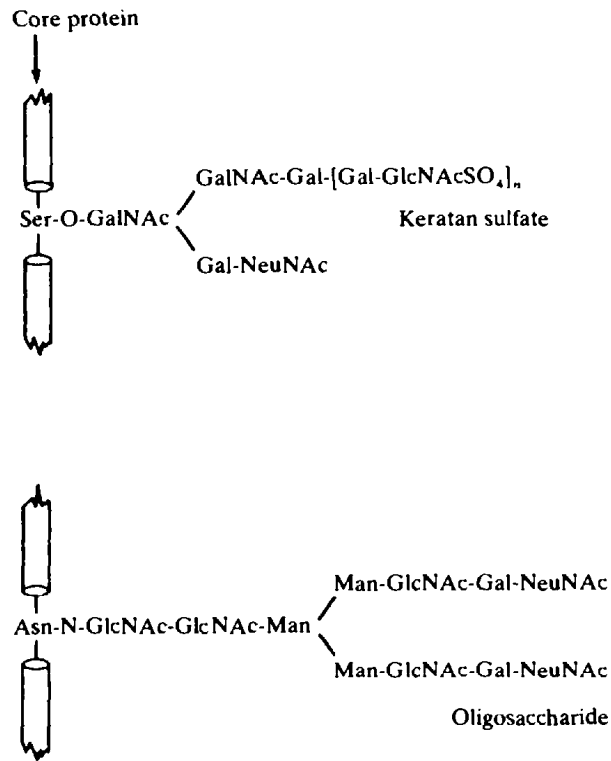 Core protein
GalNAc-Gal-[Gal-GlcNAcSO₄]ₙ
Ser-O-GalNAc
Keratan sulfate
Gal-NeuNAc
Man-GlcNAc-Gal-NeuNAc
Asn-N-GlcNAc-GlcNAc-Man
Man-GlcNAc-Gal-NeuNAc
Oligosaccharide